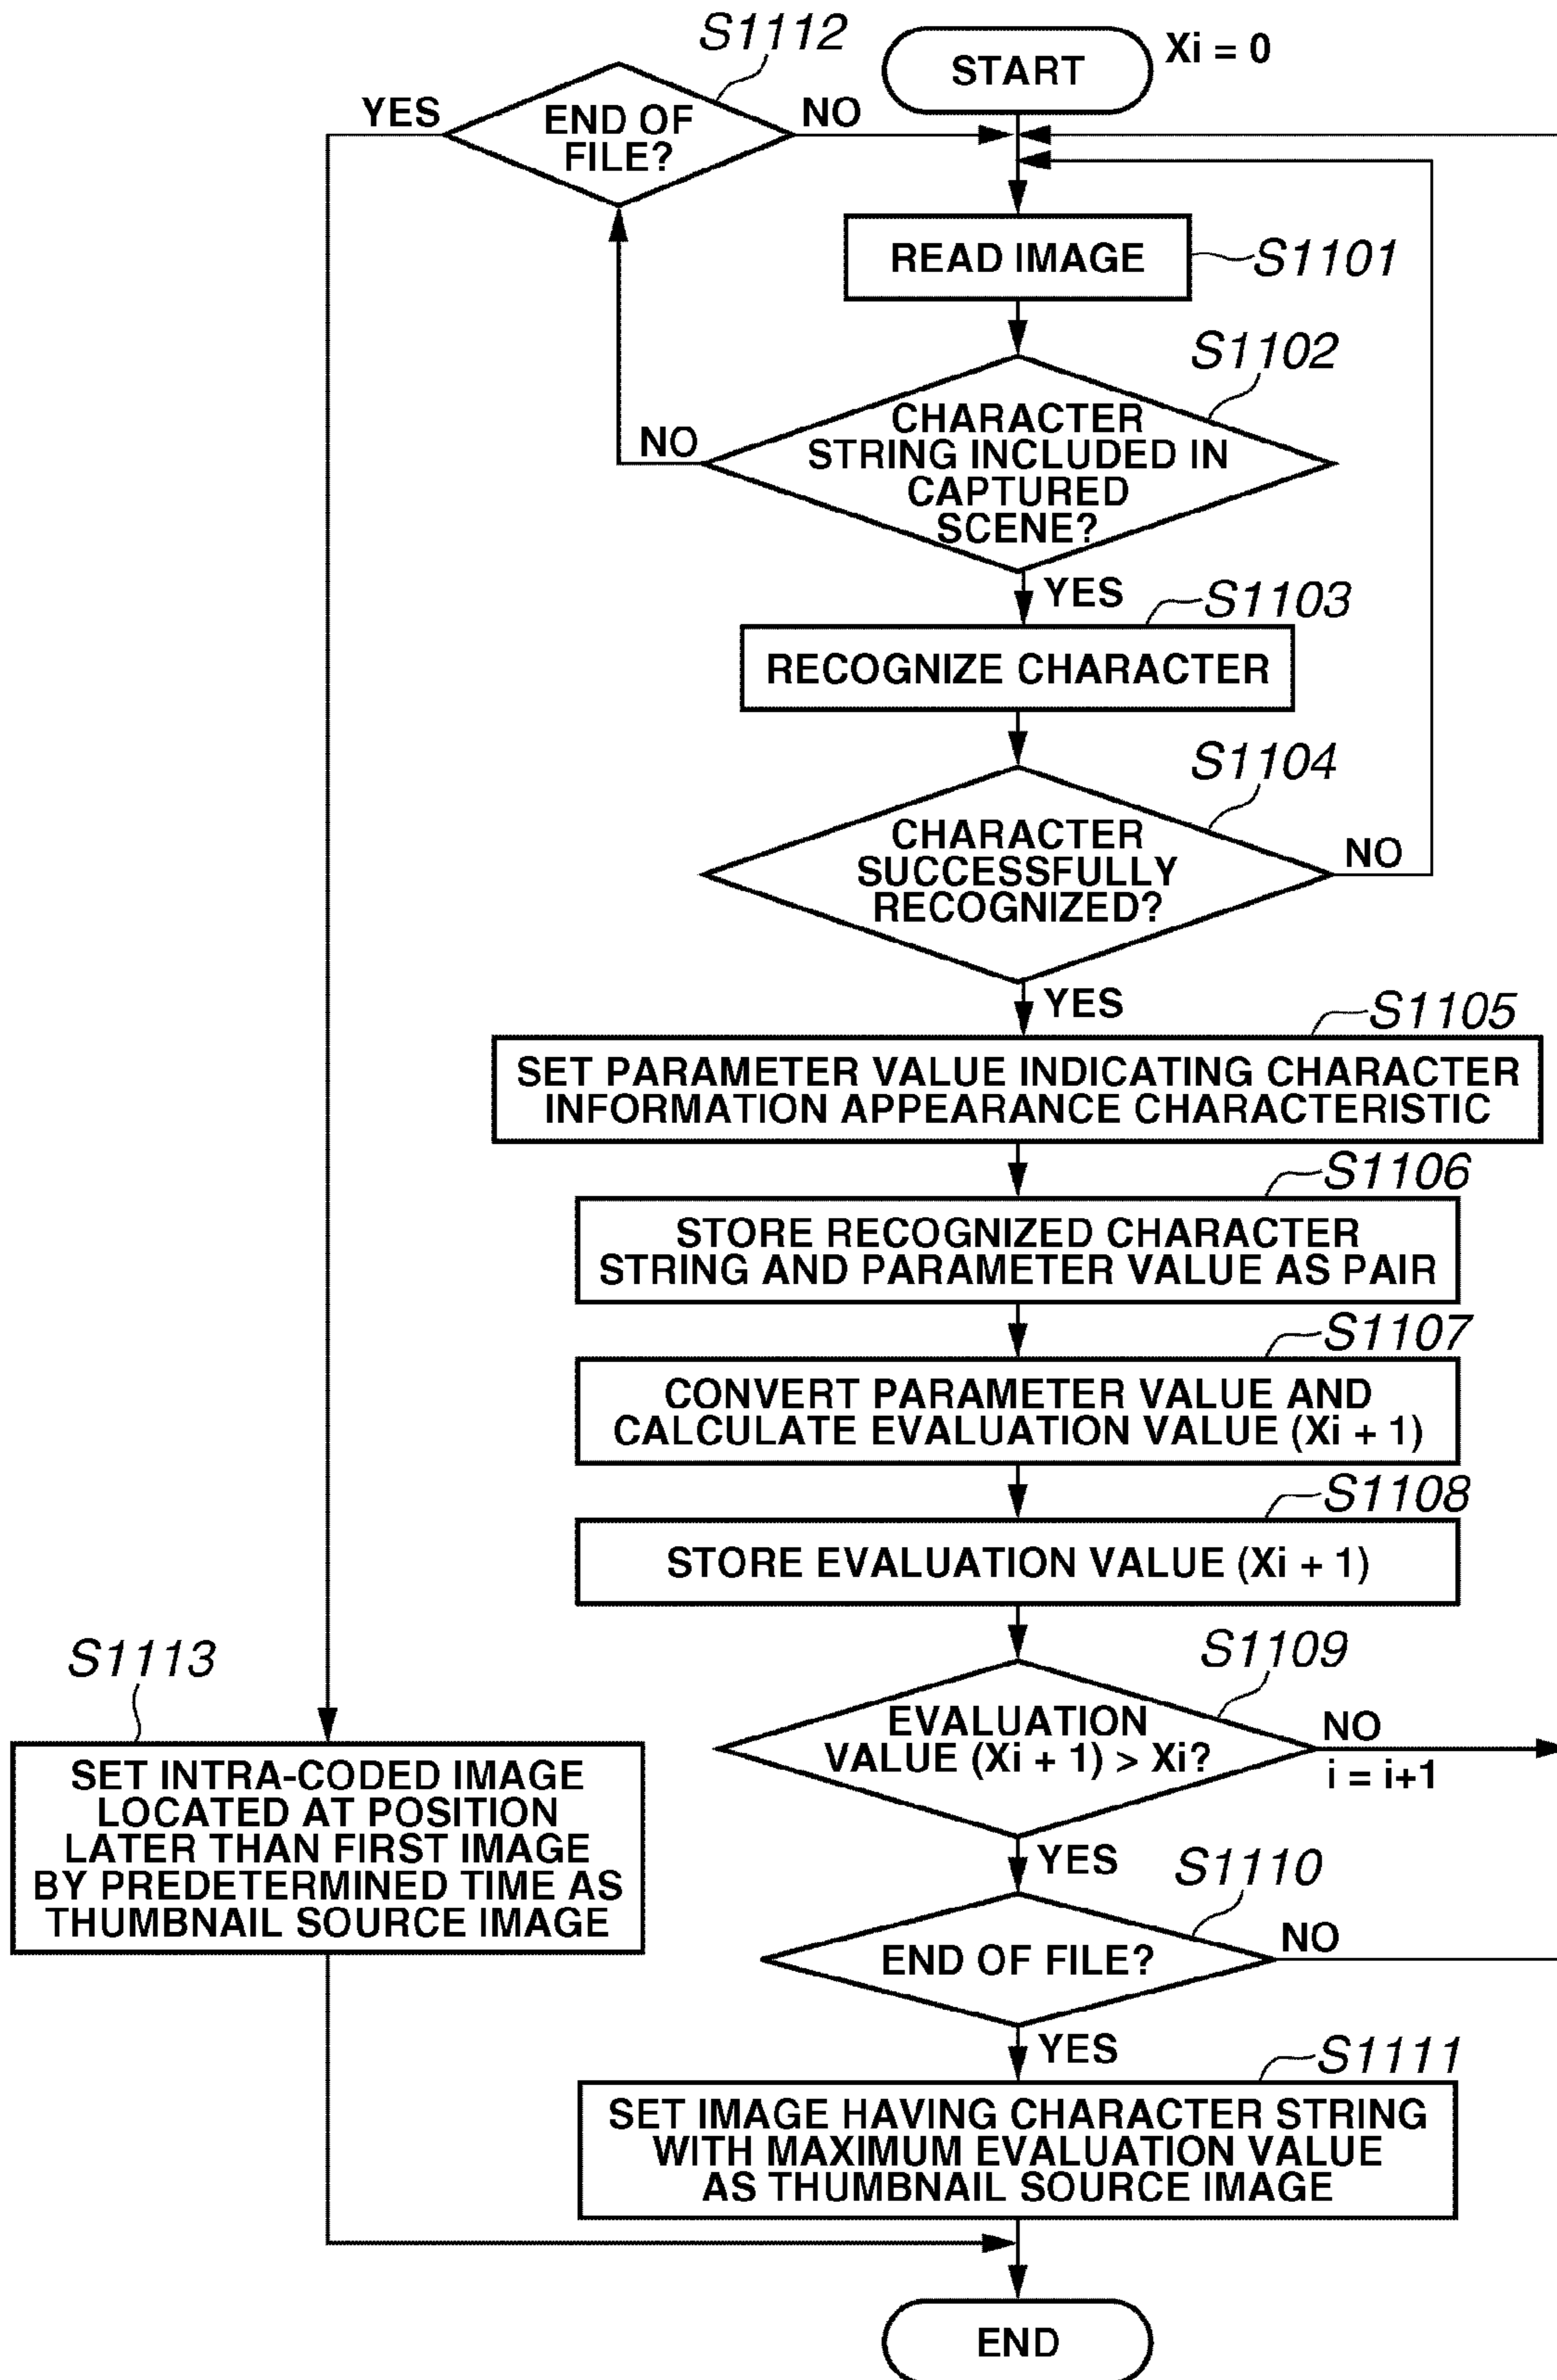 S1112
START
Xi = 0
YES
END OF
FILE?
NO
READ IMAGE
S1101
S1102
CHARACTER
STRING INCLUDED IN
CAPTURED
SCENE?
NO
YES
S1103
RECOGNIZE CHARACTER
S1104
CHARACTER
SUCCESSFULLY
RECOGNIZED?
NO
YES
S1105
SET PARAMETER VALUE INDICATING CHARACTER
INFORMATION APPEARANCE CHARACTERISTIC
S1106
STORE RECOGNIZED CHARACTER
STRING AND PARAMETER VALUE AS PAIR
S1107
CONVERT PARAMETER VALUE AND
CALCULATE EVALUATION VALUE (Xi + 1)
S1108
STORE EVALUATION VALUE (Xi + 1)
S1109
EVALUATION
VALUE (Xi + 1) > Xi?
NO
i = i+1
YES
S1113
SET INTRA-CODED IMAGE
LOCATED AT POSITION
LATER THAN FIRST IMAGE
BY PREDETERMINED TIME AS
THUMBNAIL SOURCE IMAGE
S1110
END OF FILE?
NO
YES
S1111
SET IMAGE HAVING CHARACTER STRING
WITH MAXIMUM EVALUATION VALUE
AS THUMBNAIL SOURCE IMAGE
END